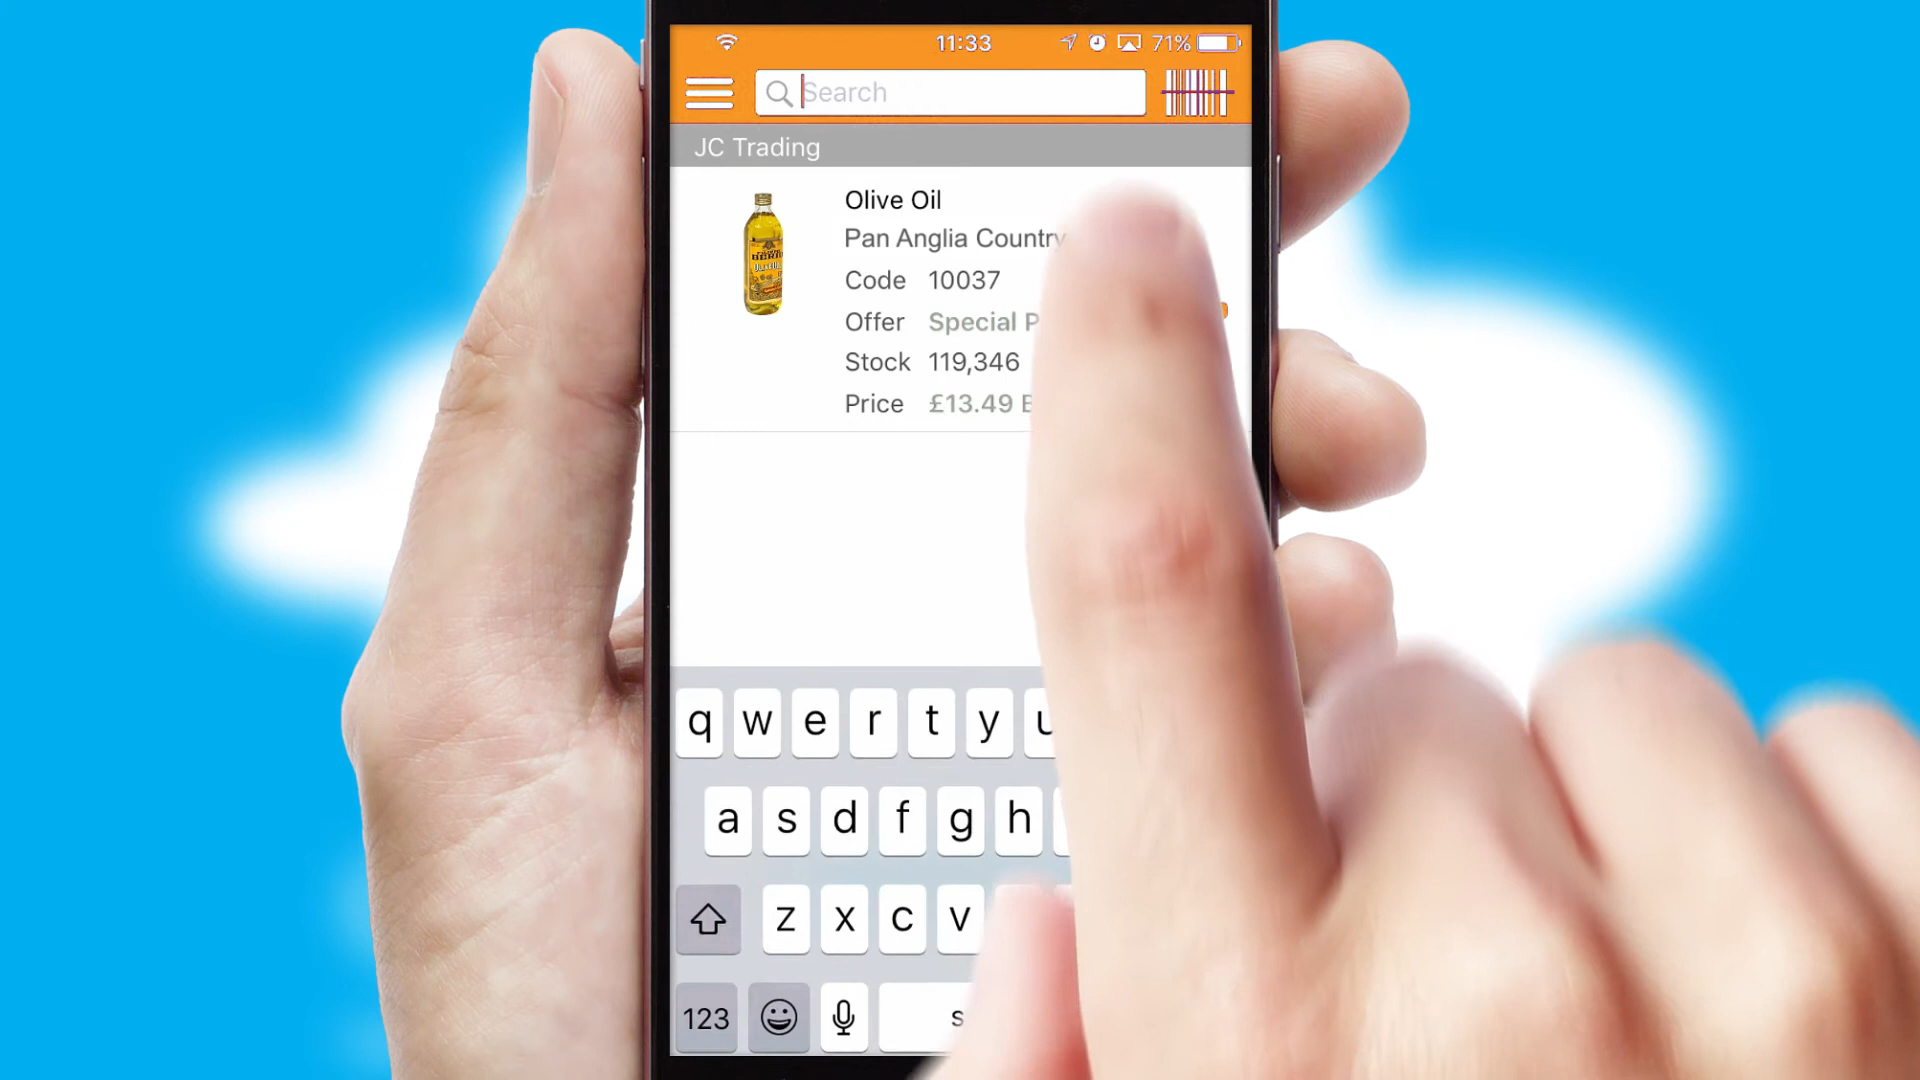 11:33 71%
Search
JC Trading
Olive Oil
Pan Anglia Country
Code 10037
Offer Special P
Stock 119,346
Price £13.49
q w e r t y u
a s d f g h
z x c v
123 s